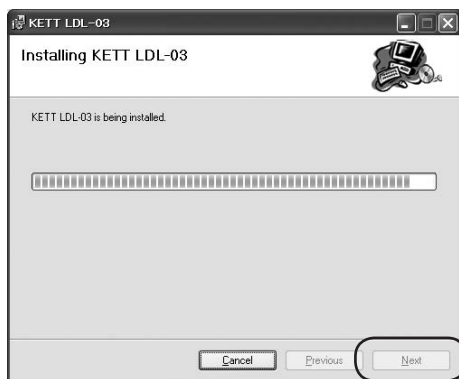 KETT LDL-03
Installing KETT LDL-03
KETT LDL-03 is being installed.
Cancel
Previous
Next